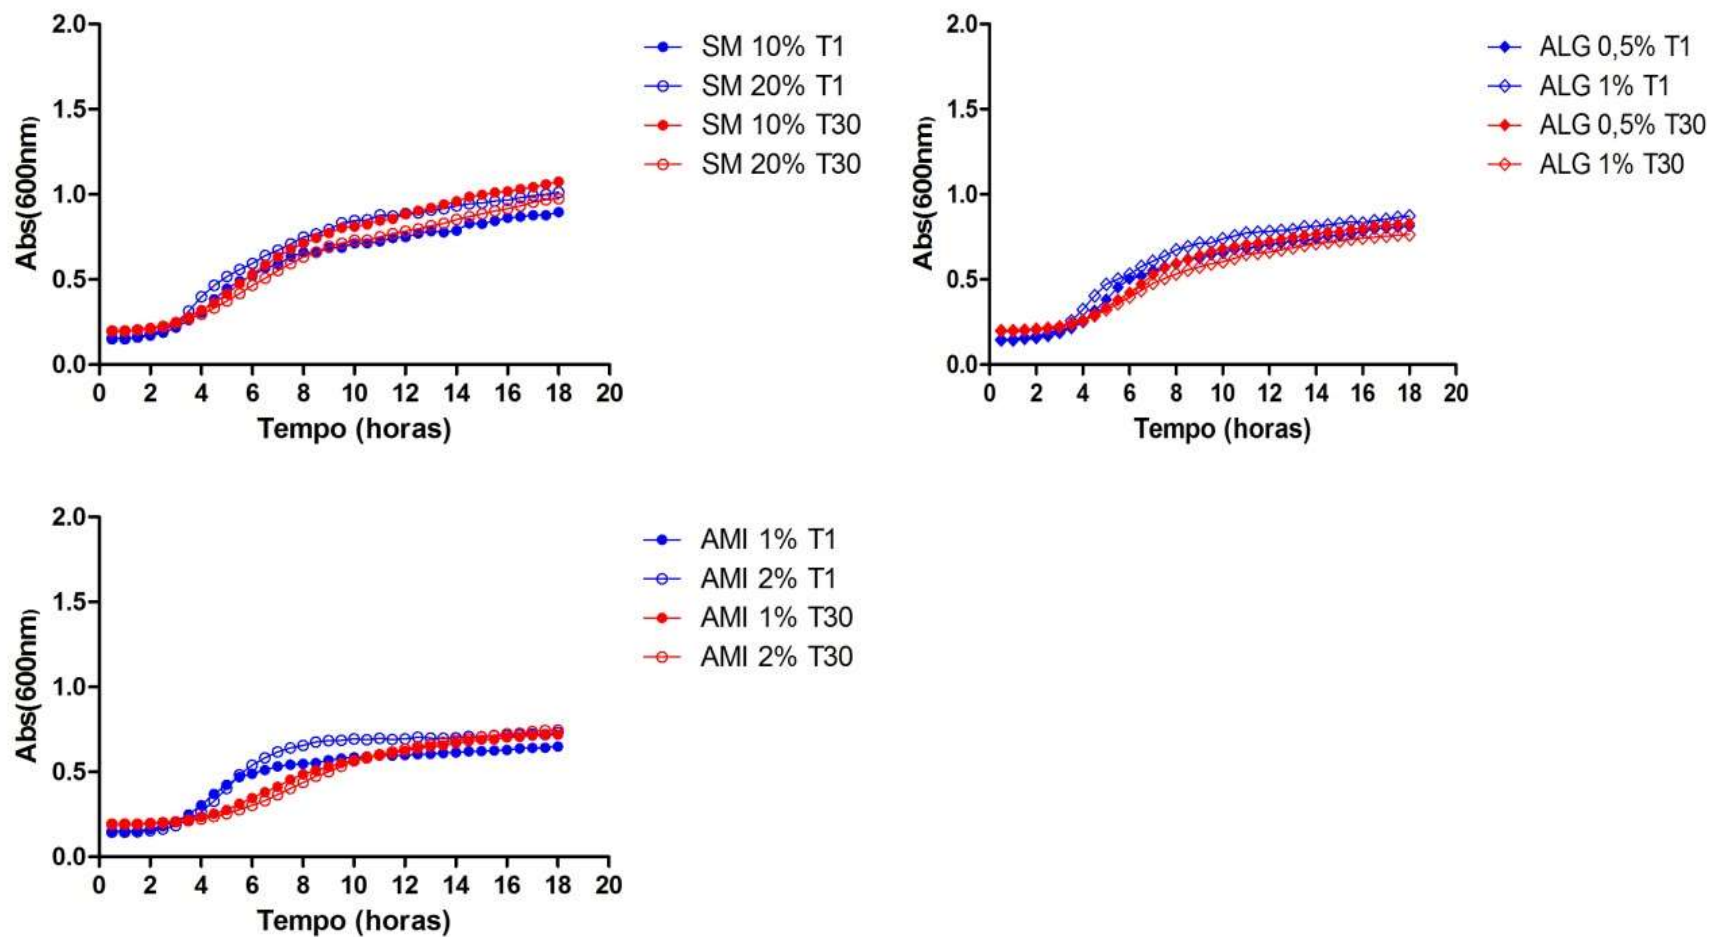 2.0
1.5
1.0
0.5
0.0
Abs(600nm)
0 2 4 6 8 10 12 14 16 18 20
Tempo (horas)
SM 10% T1
SM 20% T1
SM 10% T30
SM 20% T30
2.0
1.5
1.0
0.5
0.0
Abs(600nm)
0 2 4 6 8 10 12 14 16 18 20
Tempo (horas)
ALG 0,5% T1
ALG 1% T1
ALG 0,5% T30
ALG 1% T30
2.0
1.5
1.0
0.5
0.0
Abs(600nm)
0 2 4 6 8 10 12 14 16 18 20
Tempo (horas)
AMI 1% T1
AMI 2% T1
AMI 1% T30
AMI 2% T30